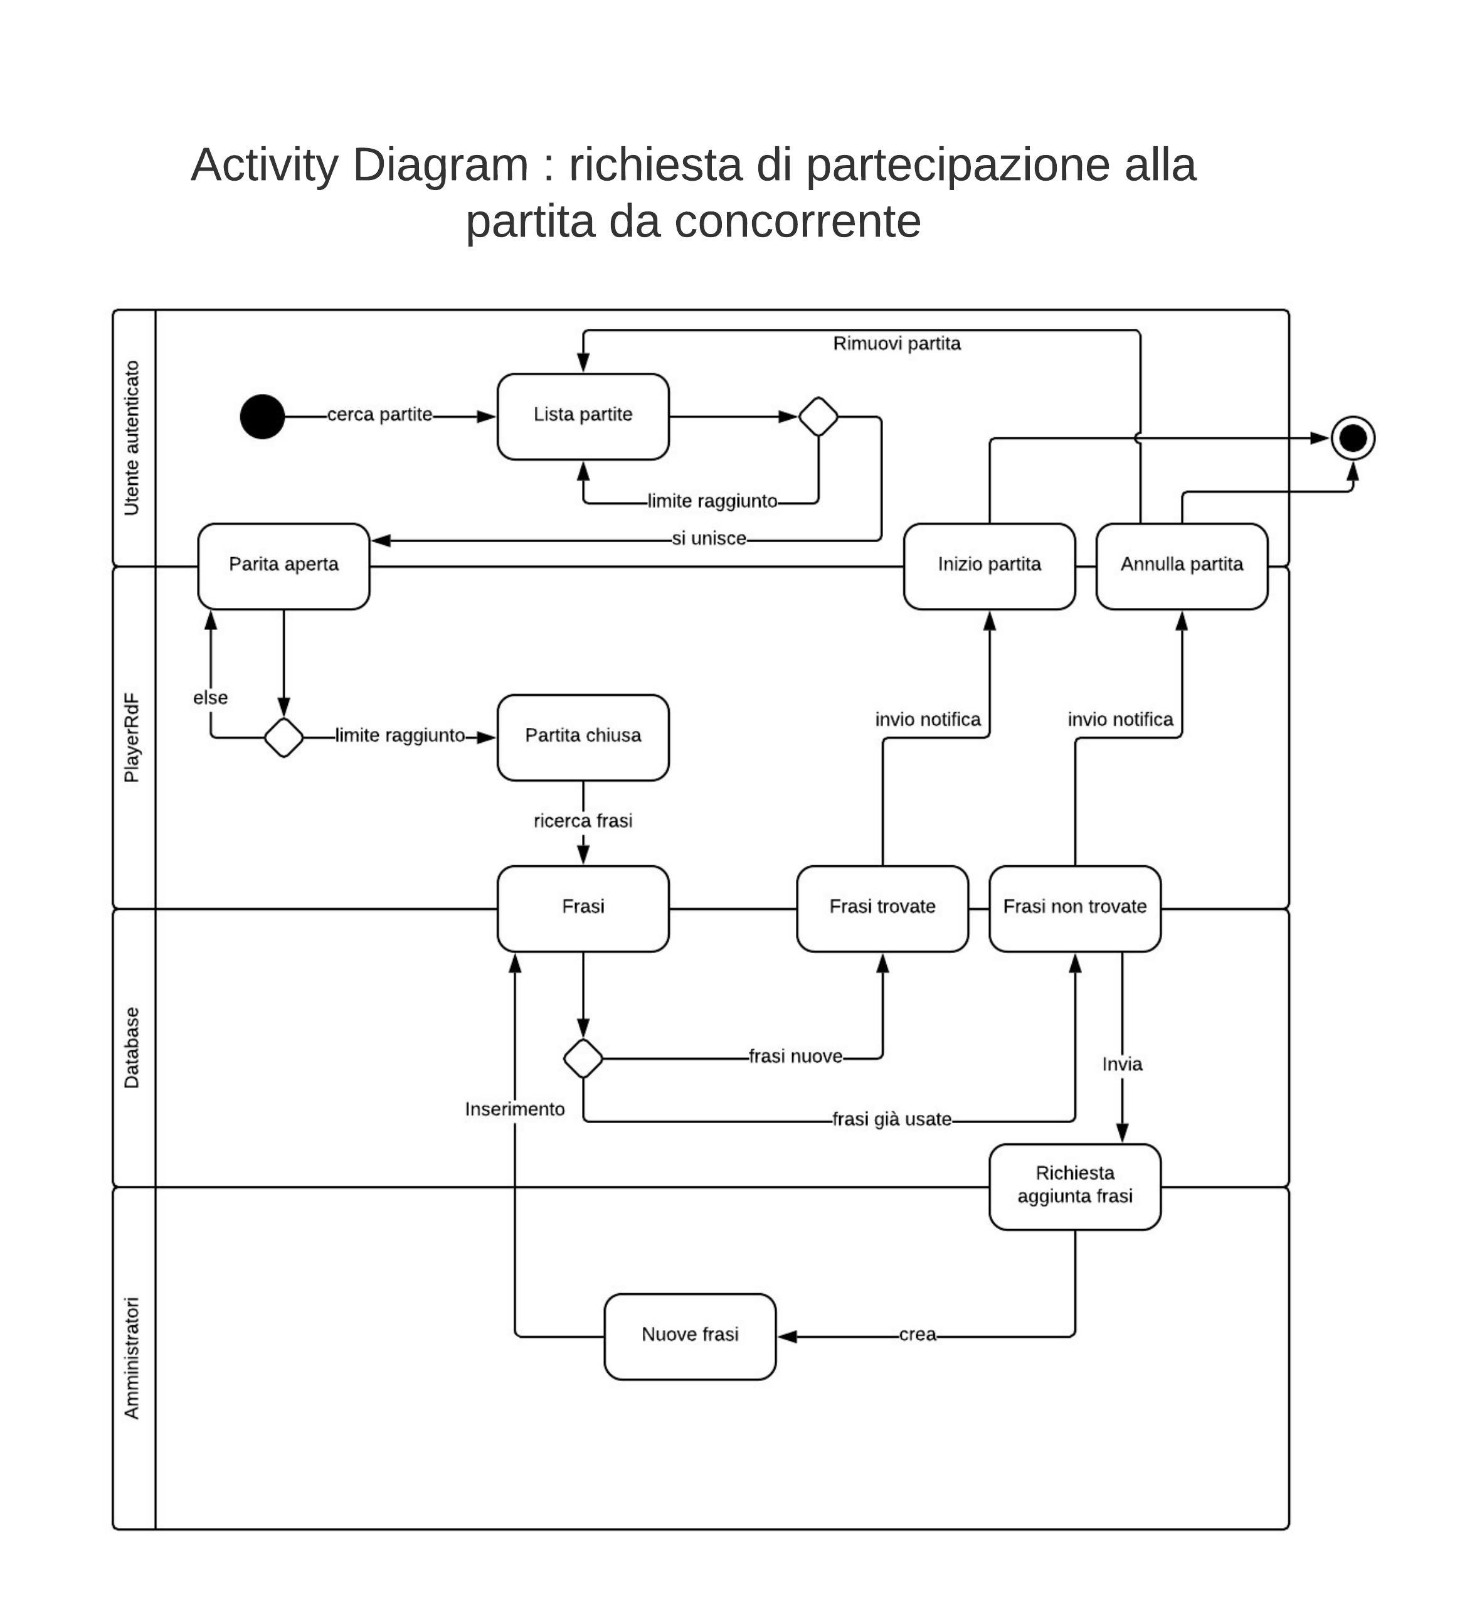 Activity Diagram : richiesta di partecipazione alla
partita da concorrente
Utente autenticato
Rimuovi partita
cerca partite
Lista partite
limite raggiunto
si unisce
Parita aperta
Inizio partita
Annulla partita
PlayerRdF
else
limite raggiunto
Partita chiusa
invio notifica
invio notifica
ricerca frasi
Frasi
Frasi trovate
Frasi non trovate
Database
frasi nuove
Invia
Inserimento
frasi già usate
Richiesta
aggiunta frasi
Amministratori
Nuove frasi
crea